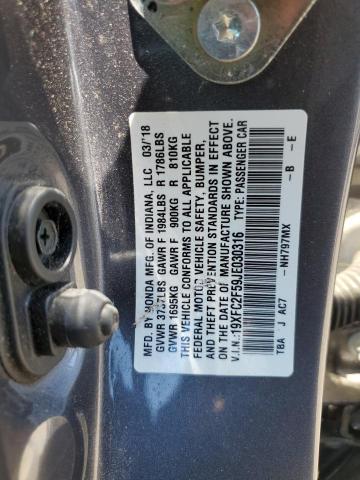 MFD. BY HONDA MFG. OF INDIANA, LLC 03/18
GVWR 3737LBS GAWR F 1984LBS R 1786LBS
GVWR 1695KG GAWR F 900KG R 810KG
THIS VEHICLE CONFORMS TO ALL APPLICABLE
FEDERAL MOTOR VEHICLE SAFETY, BUMPER,
AND THEFT PREVENTION STANDARDS IN EFFECT
ON THE DATE OF MANUFACTURE SHOWN ABOVE.
V.I.N.: 19XFC2F59JE030316 TYPE: PASSENGER CAR
TBA J AC7 -NH797MX -B -E